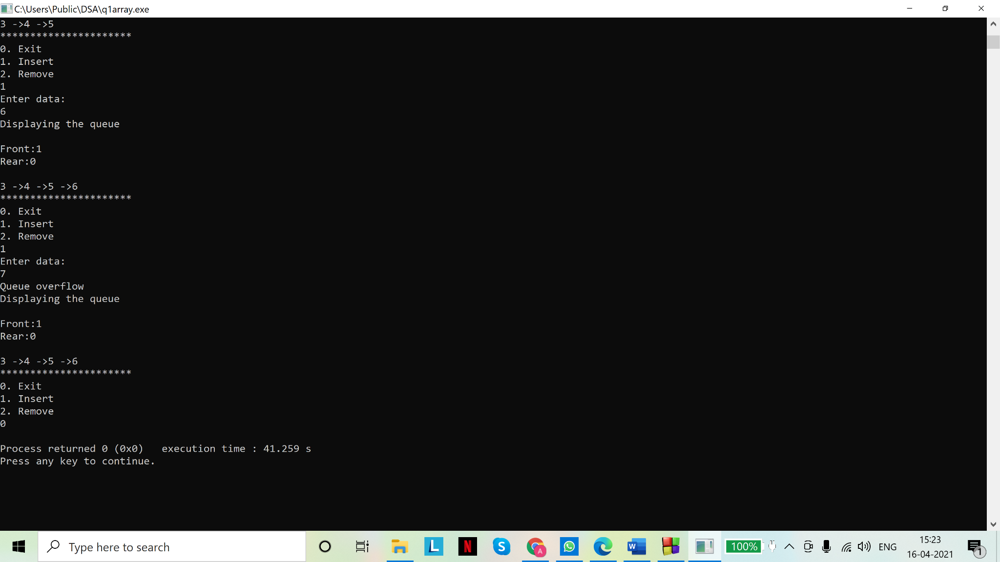 C:\Users\Public\DSA\q1array.exe
3 ->4 ->5
**********************
0. Exit
1. Insert
2. Remove
1
Enter data:
6
Displaying the queue
Front:1
Rear:0
3 ->4 ->5 ->6
**********************
0. Exit
1. Insert
2. Remove
1
Enter data:
7
Queue overflow
Displaying the queue
Front:1
Rear:0
3 ->4 ->5 ->6
**********************
0. Exit
1. Insert
2. Remove
0
Process returned 0 (0x0)   execution time : 41.259 s
Press any key to continue.
Type here to search
L
N
S
A
W
100%
ENG
15:23
16-04-2021
1